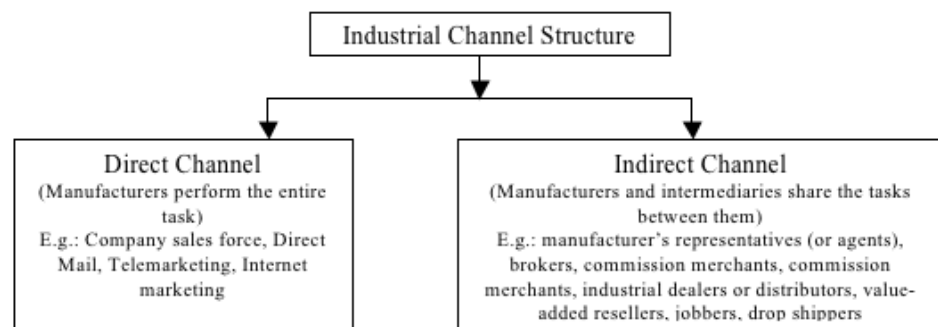 Industrial Channel Structure
Direct Channel
(Manufacturers perform the entire
task)
E.g.: Company sales force, Direct
Mail, Telemarketing, Internet
marketing
Indirect Channel
(Manufacturers and intermediaries share the tasks
between them)
E.g.: manufacturer’s representatives (or agents),
brokers, commission merchants, commission
merchants, industrial dealers or distributors, value-
added resellers, jobbers, drop shippers